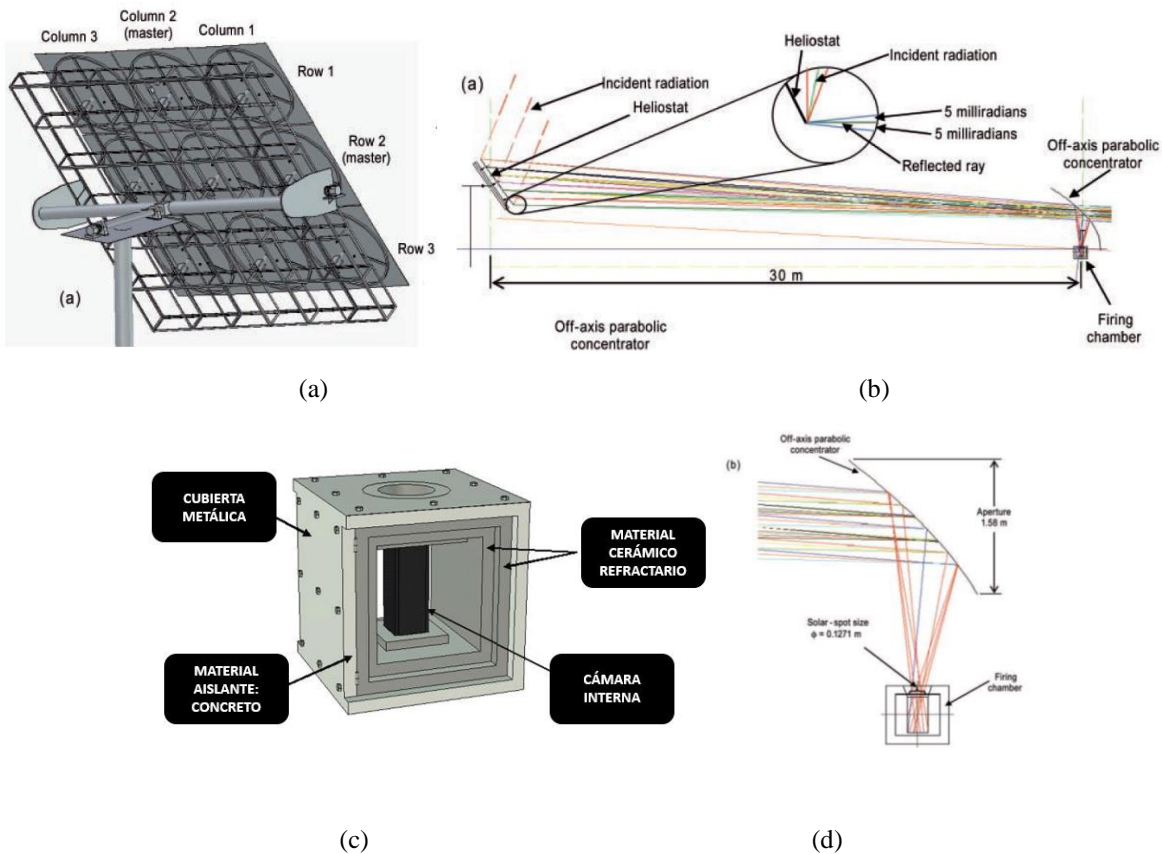 Column 3
Column 2
(master)
Column 1
Row 1
Row 2
(master)
Row 3
(a)
(a)
Incident radiation
Heliostat
Heliostat
Incident radiation
5 milliradians
5 milliradians
Reflected ray
Off-axis parabolic
concentrator
30 m
Off-axis parabolic
concentrator
Firing
chamber
(a)
(b)
CUBIERTA
METÁLICA
MATERIAL
CERÁMICO
REFRACTARIO
MATERIAL
AISLANTE:
CONCRETO
CÁMARA
INTERNA
Off-axis parabolic
concentrator
(b)
Aperture
1.58 m
Solar-spot size
ϕ = 0.1271 m
Firing
chamber
(c)
(d)